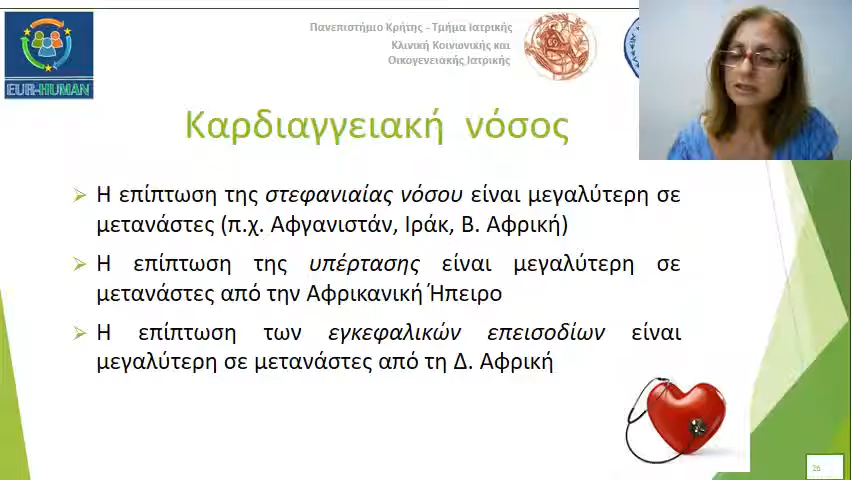 Πανεπιστήμιο Κρήτης - Τμήμα Ιατρικής
Κλινική Κοινωνικής και
Οικογενειακής Ιατρικής
EUR-HUMAN
Καρδιαγγειακή νόσος
Η επίπτωση της στεφανιαίας νόσου είναι μεγαλύτερη σε
μετανάστες (π.χ. Αφγανιστάν, Ιράκ, Β. Αφρική)
Η επίπτωση της υπέρτασης είναι μεγαλύτερη σε
μετανάστες από την Αφρικανική Ήπειρο
Η επίπτωση των εγκεφαλικών επεισοδίων είναι
μεγαλύτερη σε μετανάστες από τη Δ. Αφρική
26